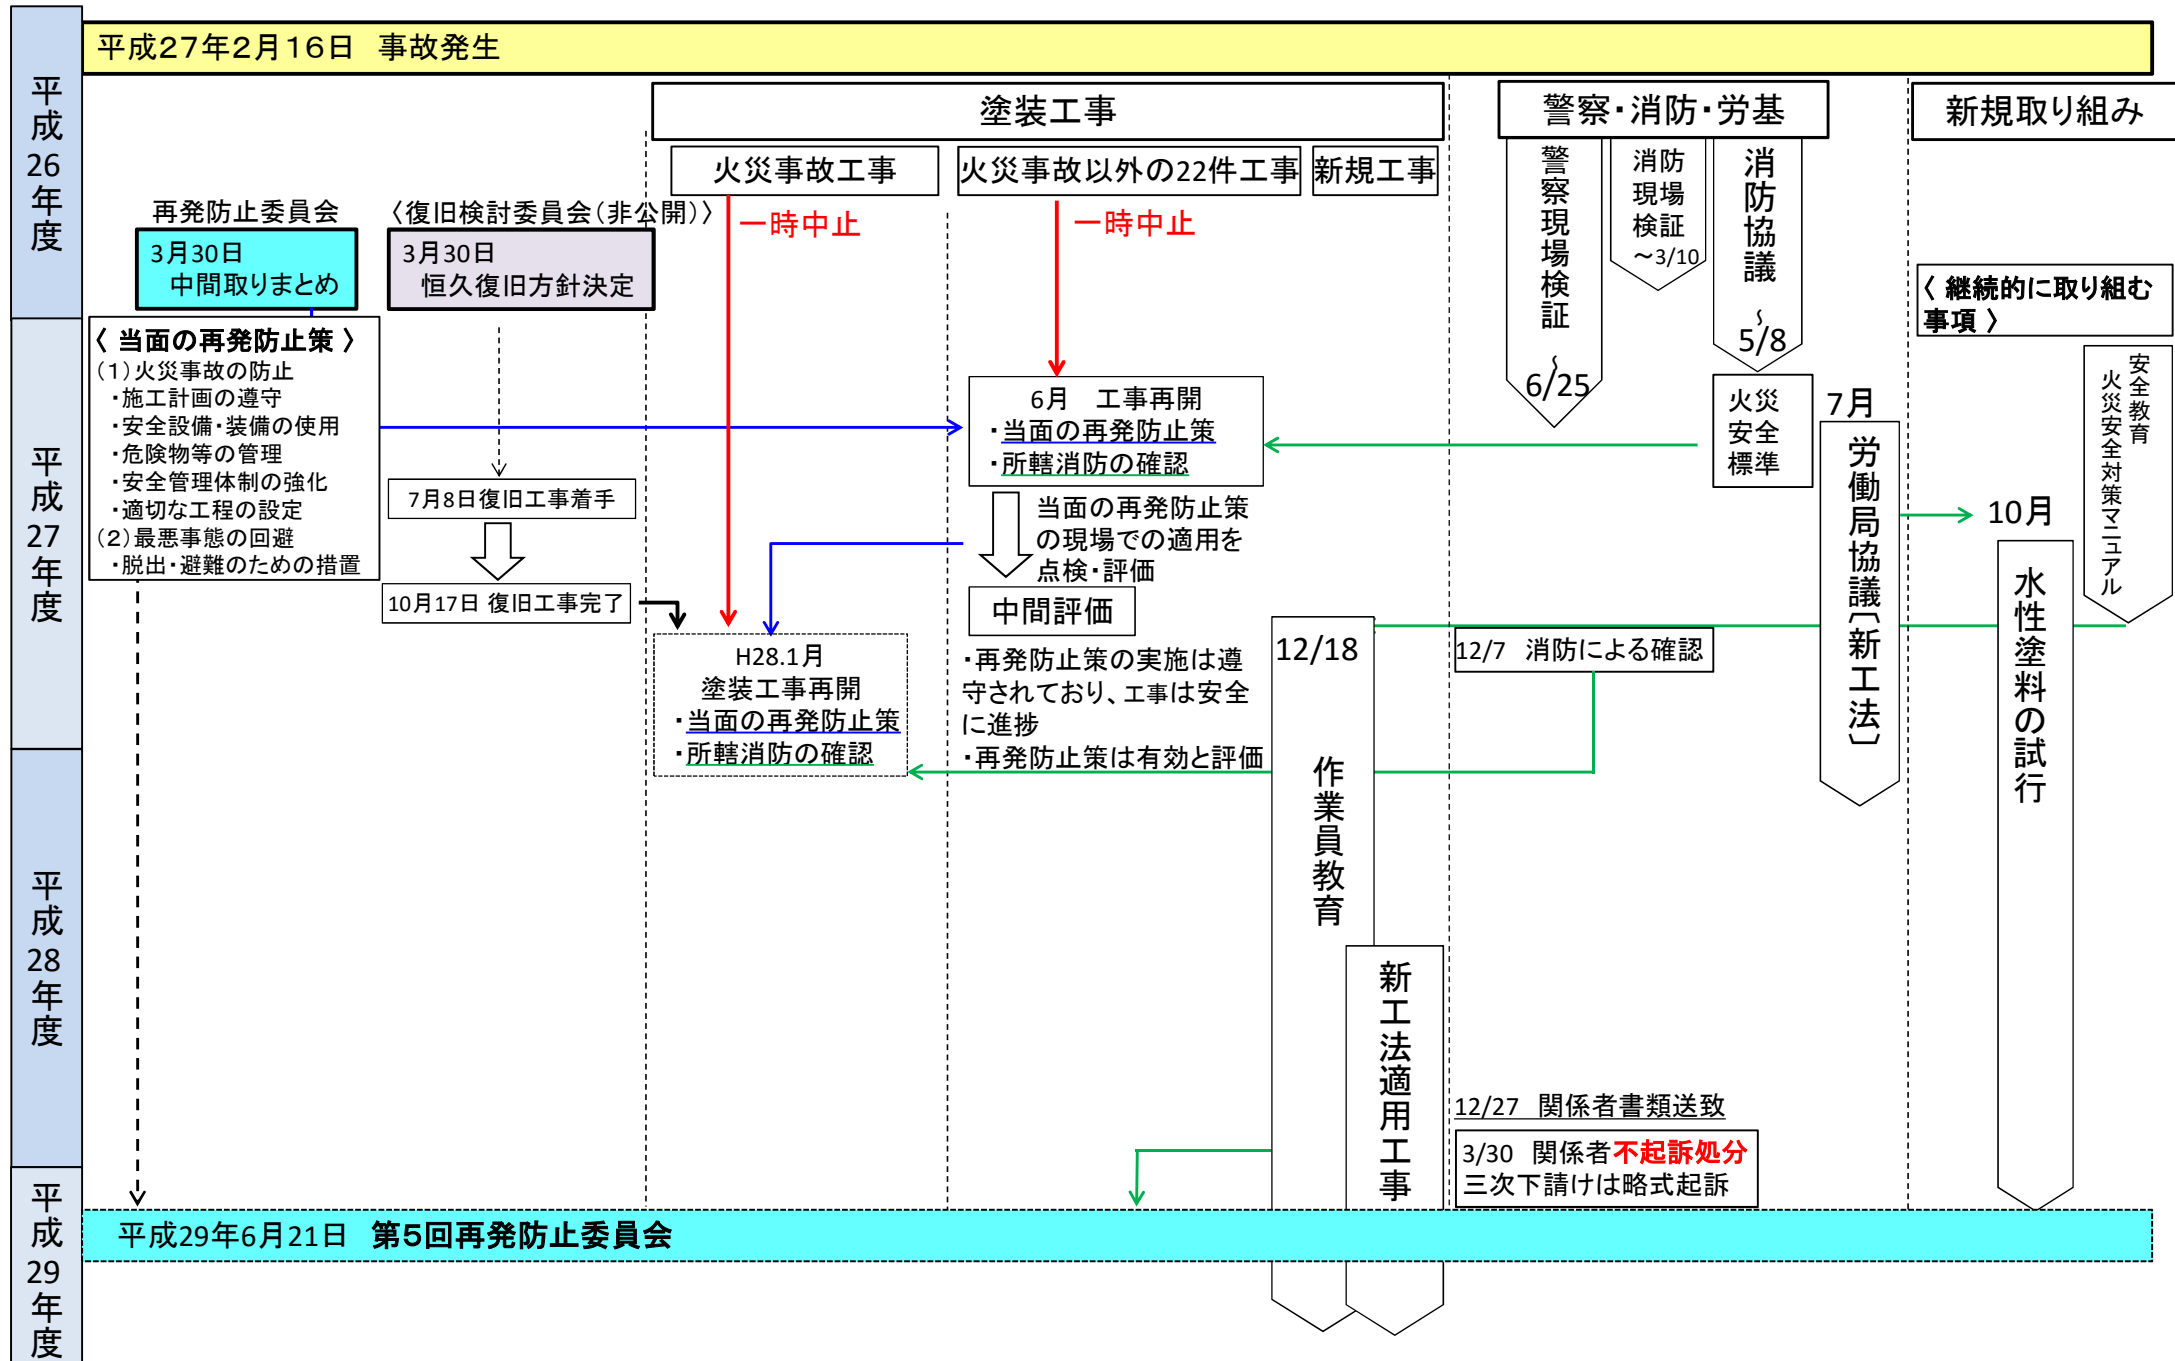 平成27年2月16日　事故発生
平成26年度
平成27年度
平成28年度
平成29年度
塗装工事
警察・消防・労基
新規取り組み
火災事故工事
火災事故以外の22件工事
新規工事
一時中止
一時中止
再発防止委員会
3月30日
中間取りまとめ
〈復旧検討委員会（非公開）〉
3月30日
恒久復旧方針決定
〈 当面の再発防止策 〉
（1）火災事故の防止
・施工計画の遵守
・安全設備・装備の使用
・危険物等の管理
・安全管理体制の強化
・適切な工程の設定
（2）最悪事態の回避
・脱出・避難のための措置
7月8日復旧工事着手
10月17日 復旧工事完了
H28.1月
塗装工事再開
・当面の再発防止策
・所轄消防の確認
6月　工事再開
・当面の再発防止策
・所轄消防の確認
当面の再発防止策
の現場での適用を
点検・評価
中間評価
・再発防止策の実施は遵
守されており、工事は安全
に進捗
・再発防止策は有効と評価
12/18
作業員教育
新工法適用工事
警察現場検証
～
6/25
消防
現場
検証
～3/10
消防協議
～
5/8
火災
安全
標準
7月
労働局協議〔新工法〕
12/7　消防による確認
12/27　関係者書類送致
3/30　関係者不起訴処分
三次下請けは略式起訴
〈 継続的に取り組む
事項 〉
安全教育
火災安全対策マニュアル
10月
水性塗料の試行
平成29年6月21日　第5回再発防止委員会